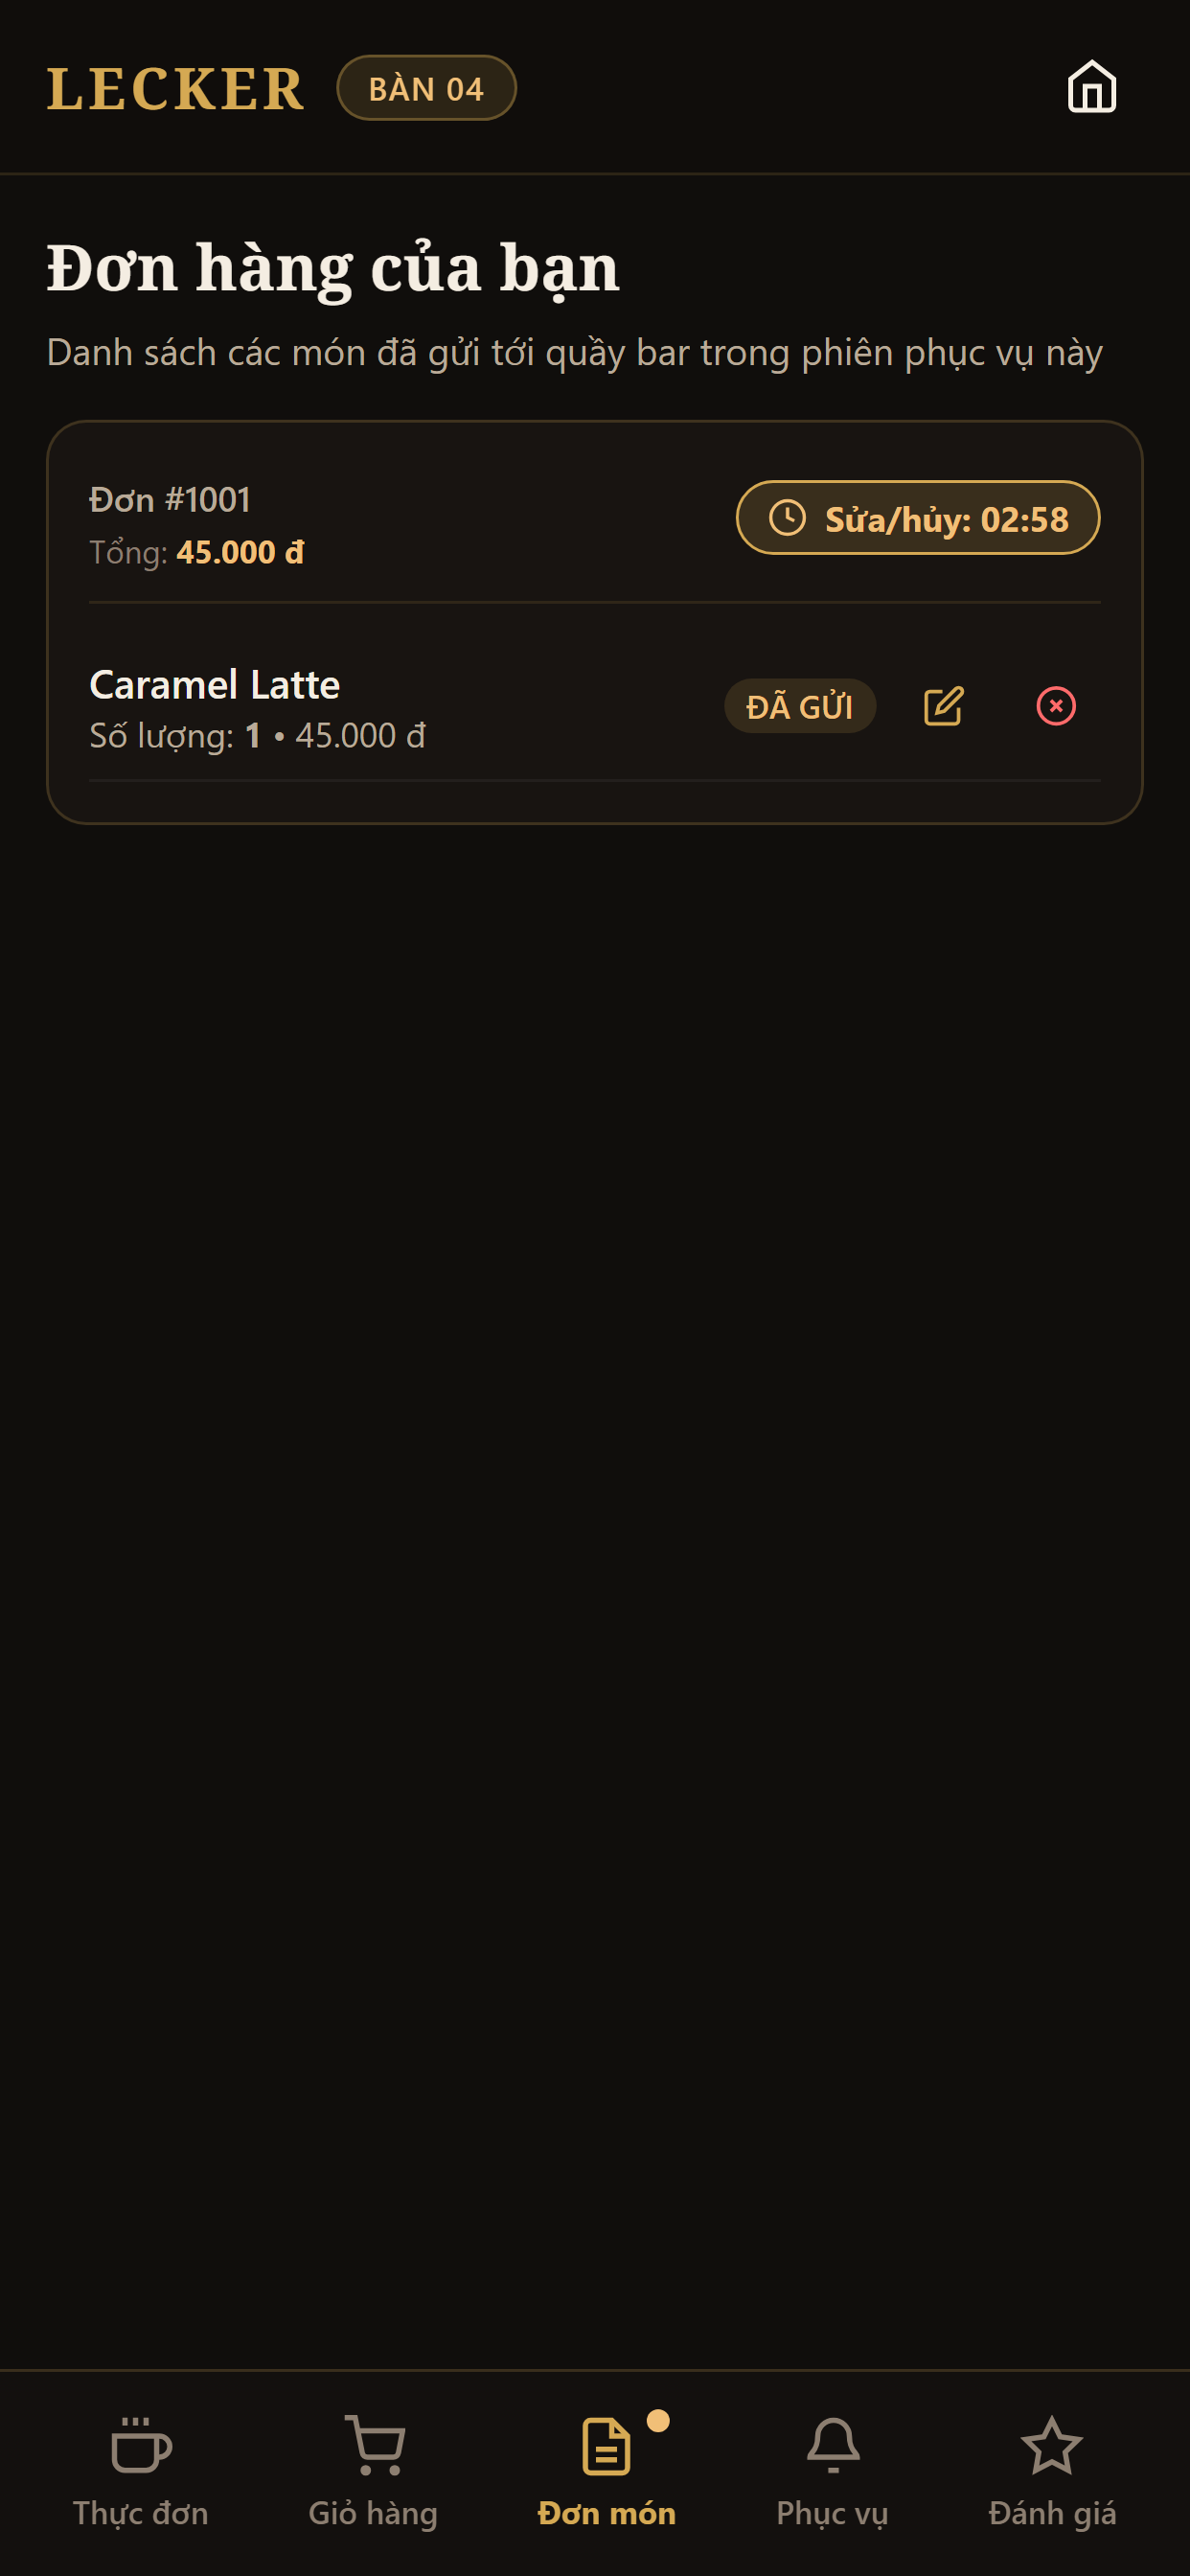 LECKER
BÀN 04
Đơn hàng của bạn
Danh sách các món đã gửi tới quầy bar trong phiên phục vụ này
Đơn #1001
Tổng: 45.000 đ
Sửa/hủy: 02:58
Caramel Latte
Số lượng: 1 • 45.000 đ
ĐÃ GỬI
Thực đơn
Giỏ hàng
Đơn món
Phục vụ
Đánh giá